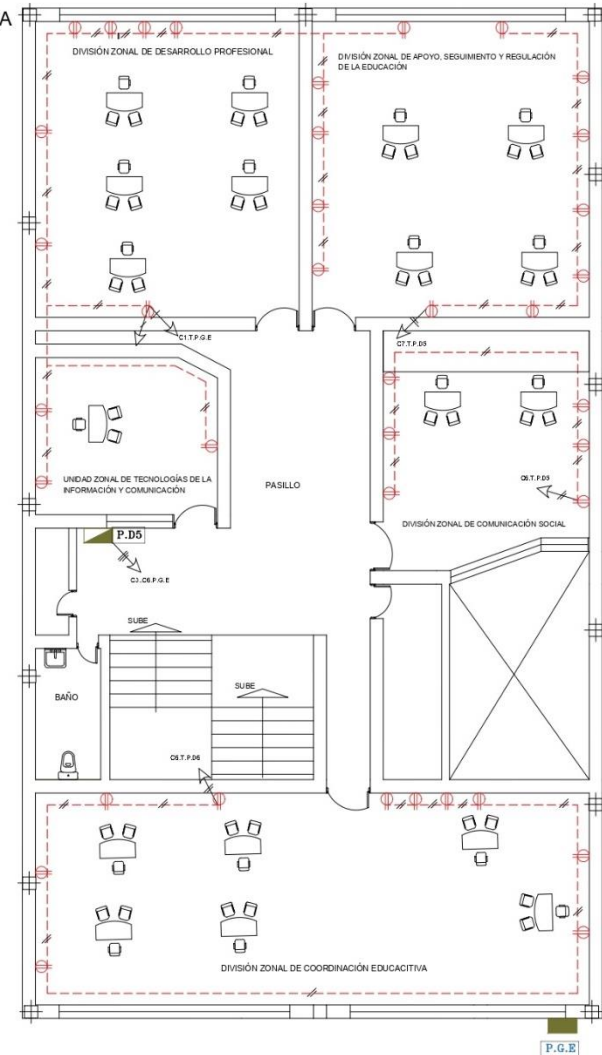 A
DIVISIÓN ZONAL DE DESARROLLO PROFESIONAL
DIVISIÓN ZONAL DE APOYO, SEGUIMIENTO Y REGULACIÓN
DE LA EDUCACIÓN
C1.T.P.G.E
C7.T.P.D5
UNIDAD ZONAL DE TECNOLOGÍAS DE LA
INFORMACIÓN Y COMUNICACIÓN
PASILLO
DIVISIÓN ZONAL DE COMUNICACIÓN SOCIAL
P.D5
SUBE
SUBE
BAÑO
DIVISIÓN ZONAL DE COORDINACIÓN EDUCACITIVA
P.G.E